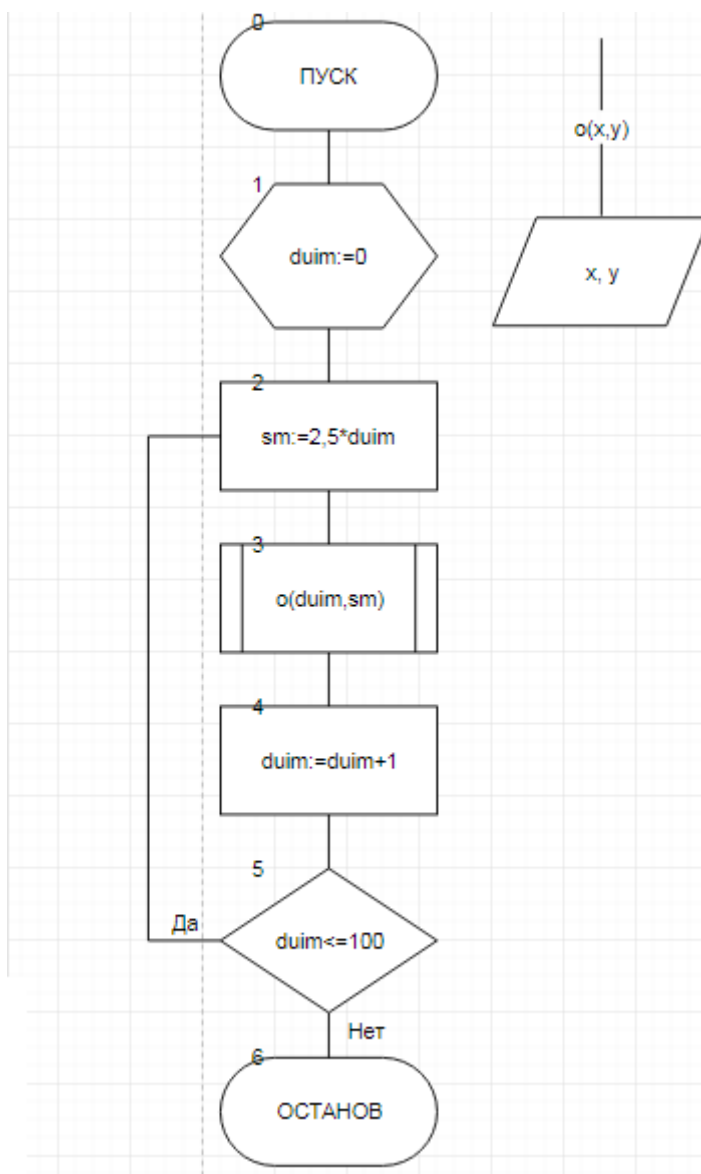 0
ПУСК
1
duim:=0
2
sm:=2,5*duim
3
o(duim,sm)
4
duim:=duim+1
5
duim<=100
Да
Нет
6
ОСТАНОВ
o(x,y)
x, y